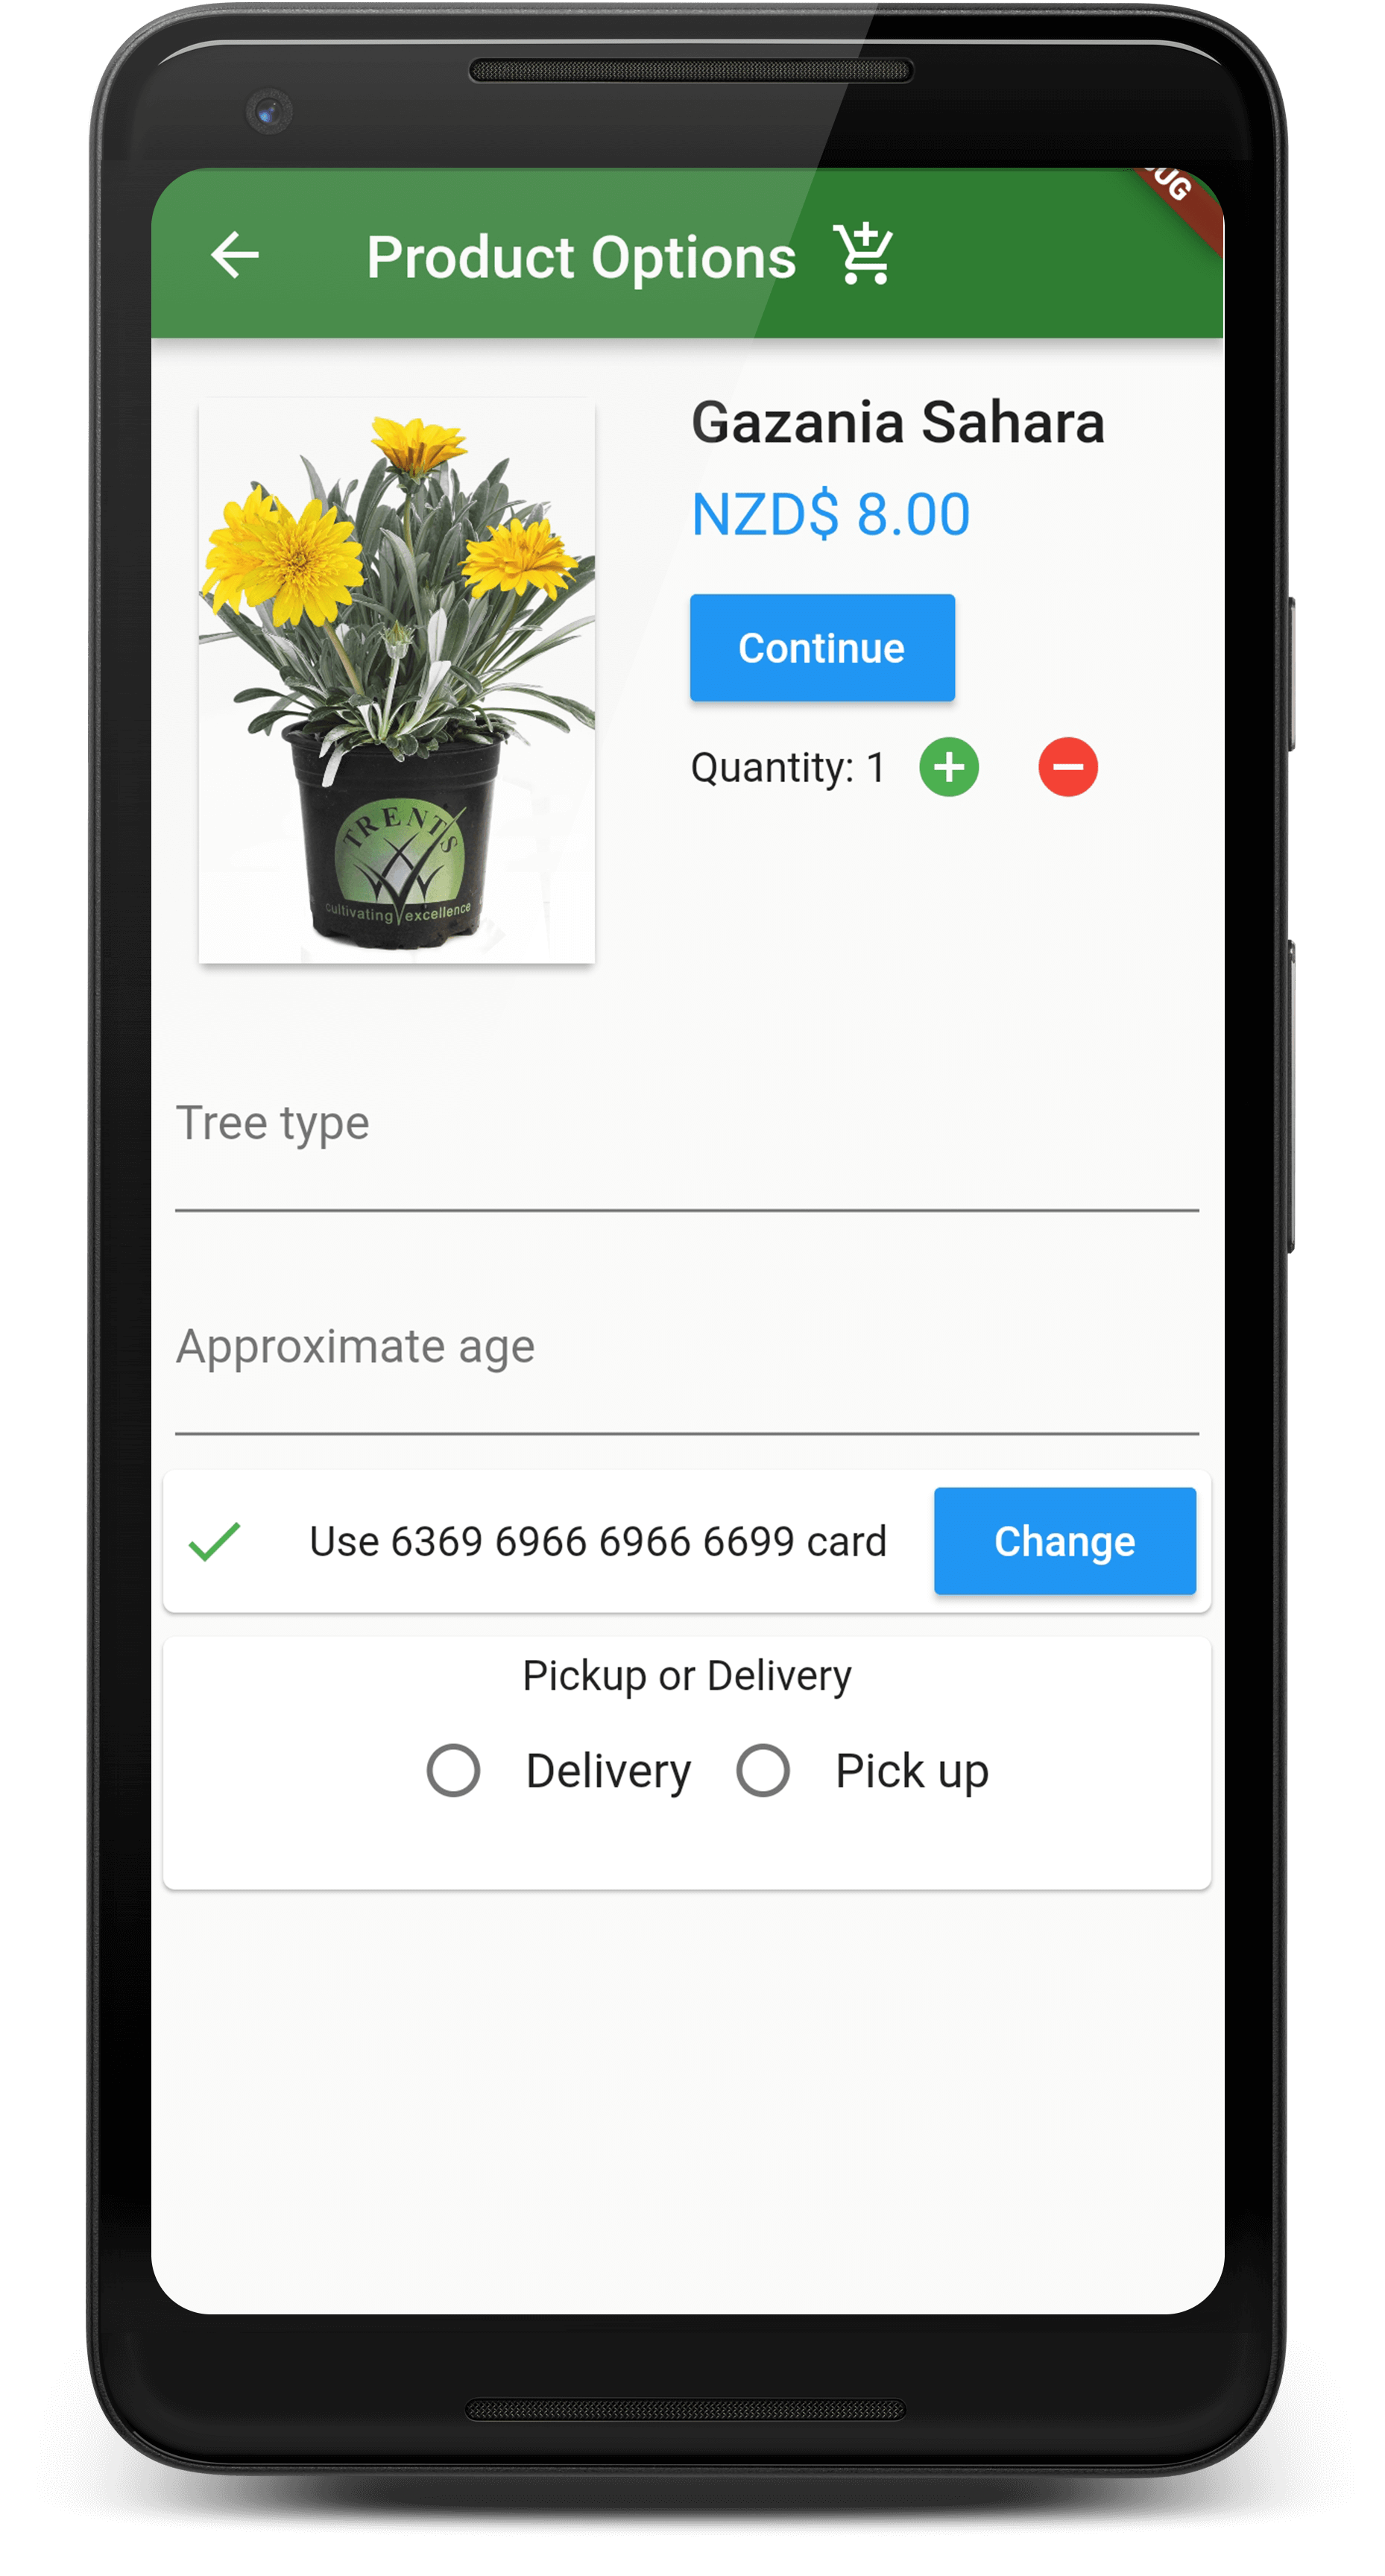 UG
Product Options
Gazania Sahara
NZD$ 8.00
Continue
Quantity: 1
TRENTS
cultivating excellence
Tree type
Approximate age
Use 6369 6966 6966 6699 card
Change
Pickup or Delivery
Delivery
Pick up